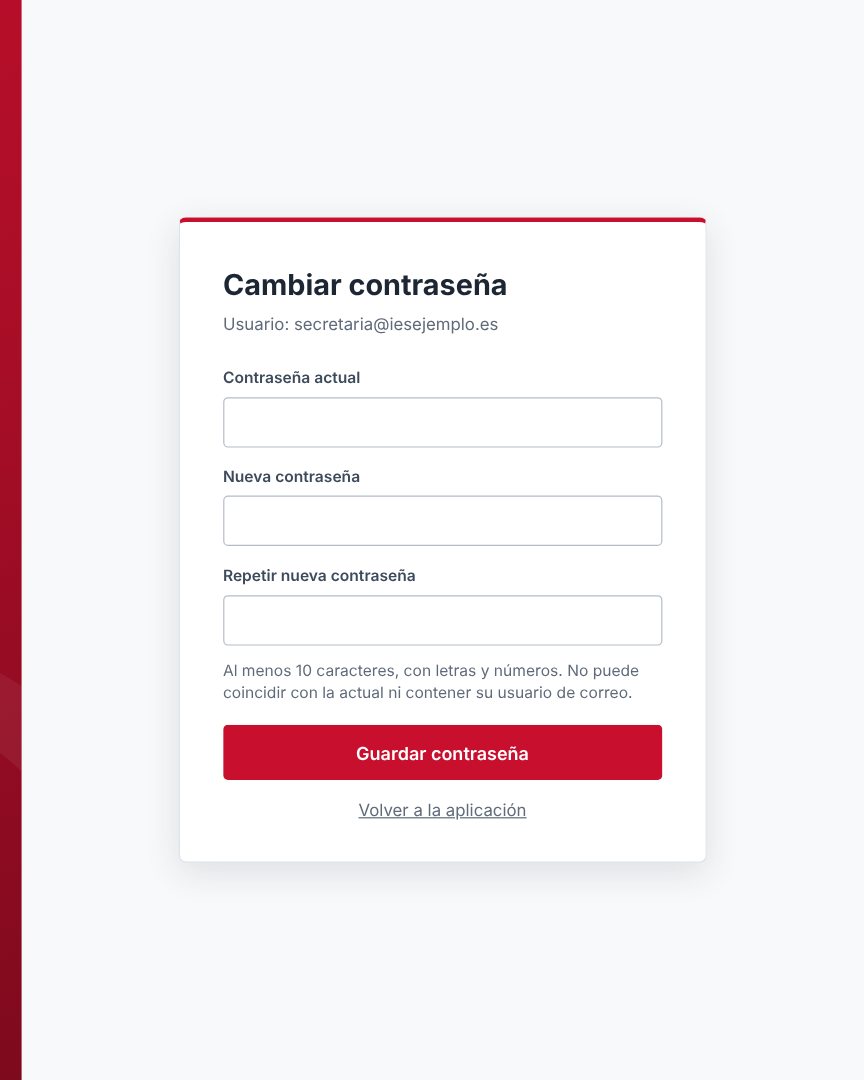 Cambiar contraseña
Usuario: secretaria@iesejemplo.es
Contraseña actual
Nueva contraseña
Repetir nueva contraseña
Al menos 10 caracteres, con letras y números. No puede
coincidir con la actual ni contener su usuario de correo.
Guardar contraseña
Volver a la aplicación